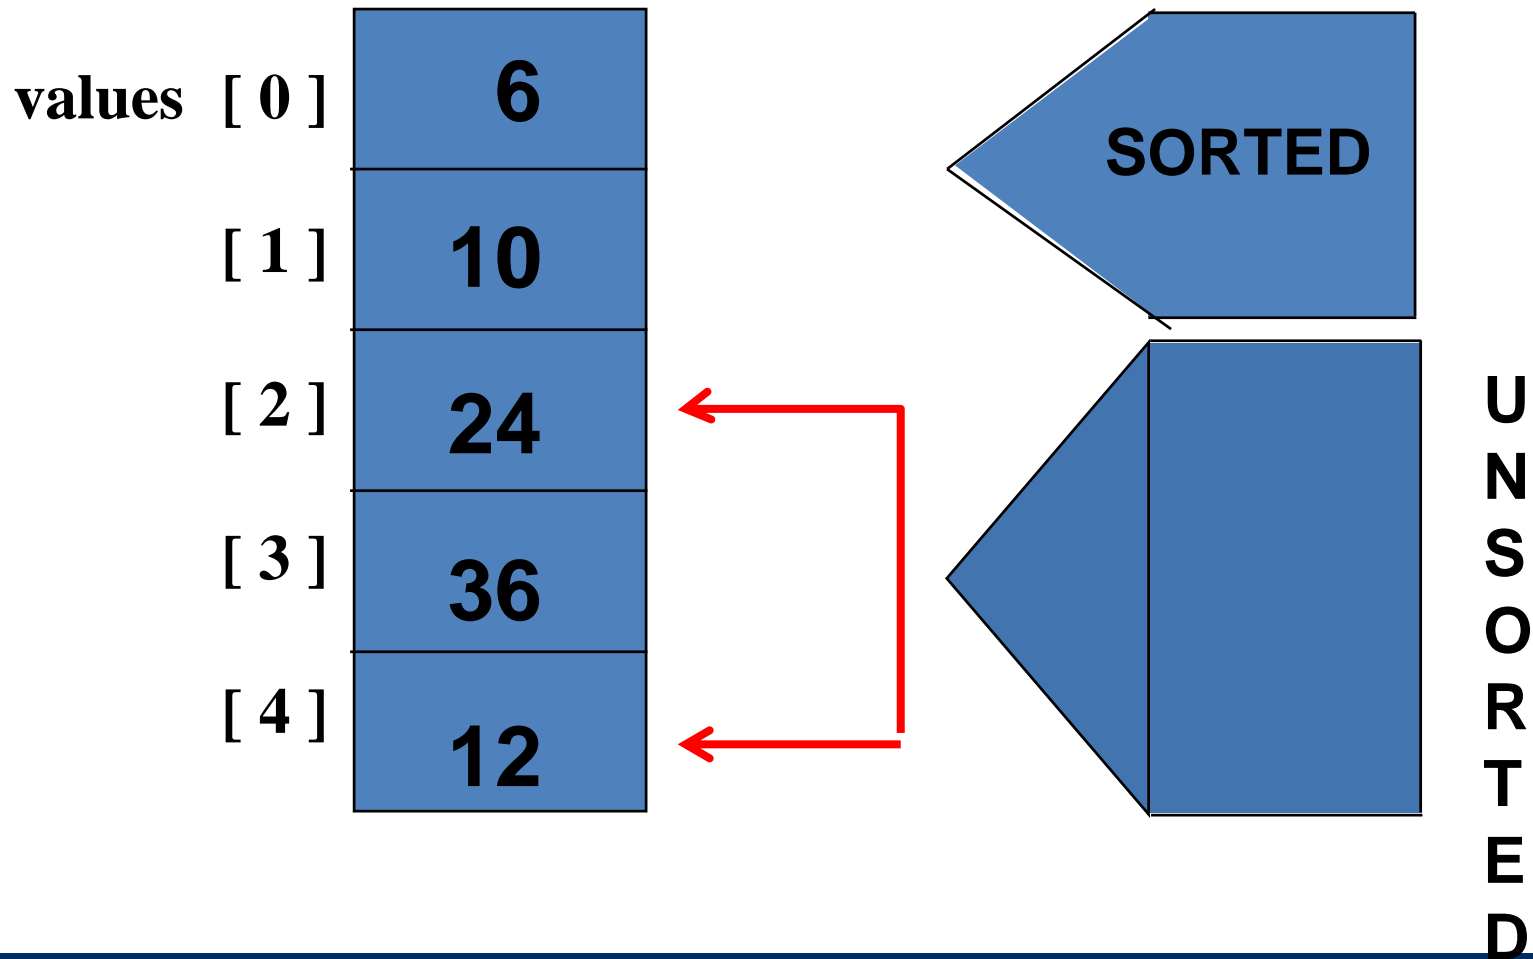 values [ 0 ] 6
SORTED
[ 1 ] 10
[ 2 ] 24
[ 3 ] 36
[ 4 ] 12
U
N
S
O
R
T
E
D